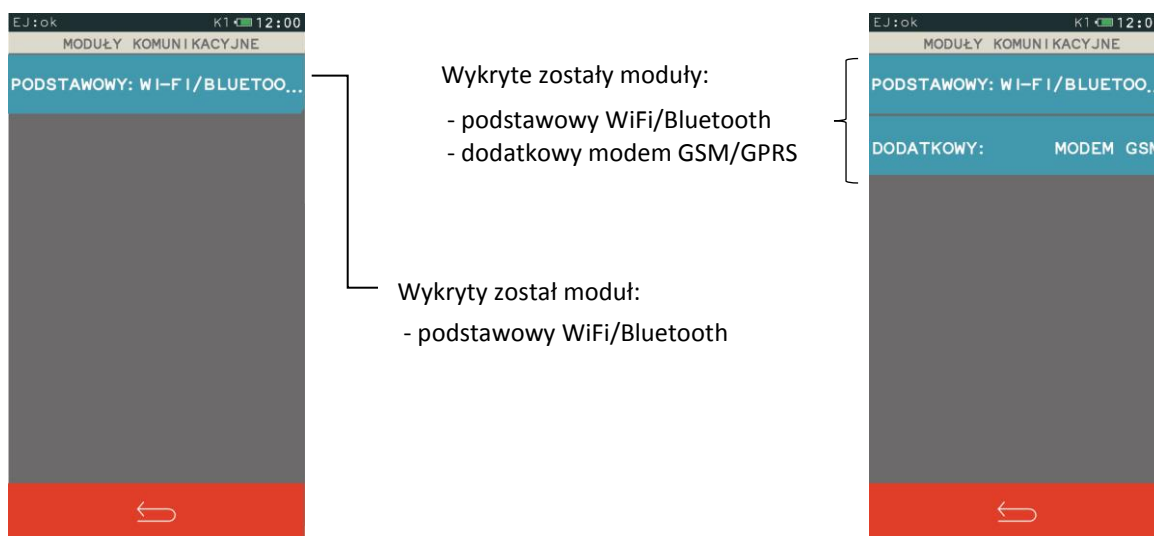 EJ:ok K1 12:00
MODUŁY KOMUNIKACYJNE
PODSTAWOWY: WI-FI/BLUETOO...
Wykryte zostały moduły:
- podstawowy WiFi/Bluetooth
- dodatkowy modem GSM/GPRS
Wykryty został moduł:
- podstawowy WiFi/Bluetooth
EJ:ok K1 12:0
MODUŁY KOMUNIKACYJNE
PODSTAWOWY: WI-FI/BLUETOO..
DODATKOWY: MODEM GSM